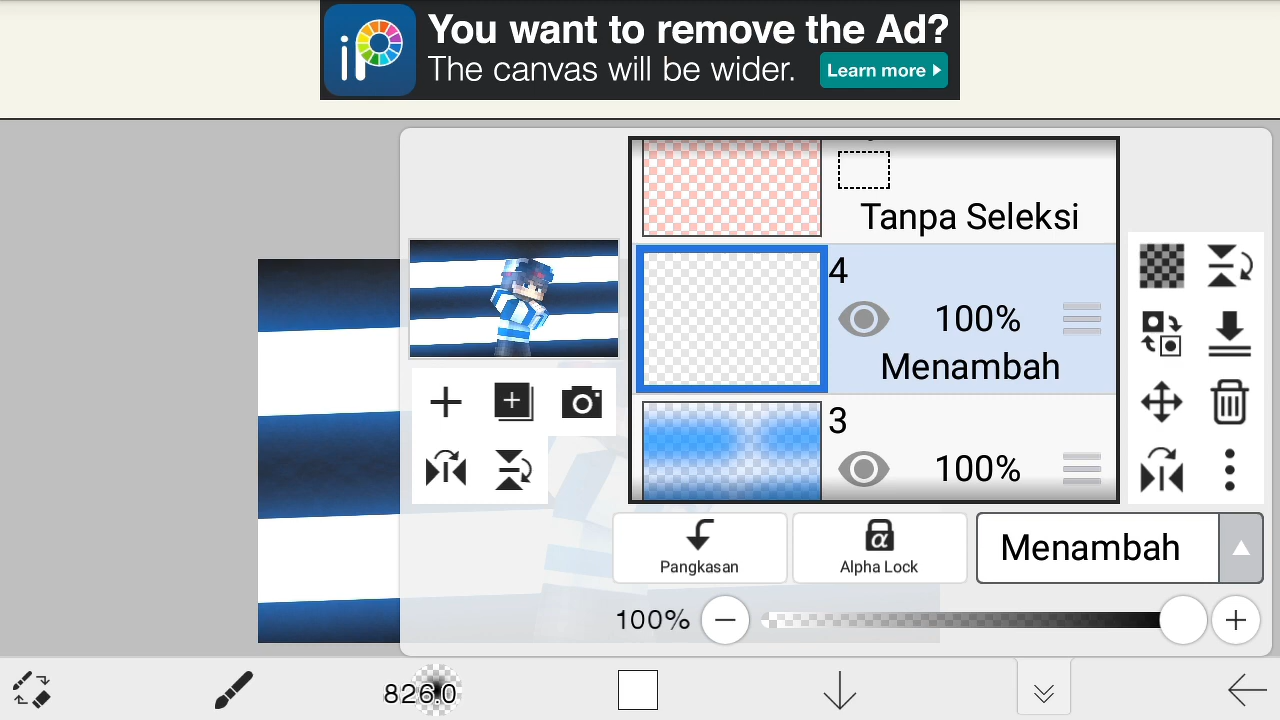 iP
You want to remove the Ad?
The canvas will be wider.
Learn more
Tanpa Seleksi
4
100%
Menambah
3
100%
Pangkasan
α
Alpha Lock
Menambah
100%
826.0